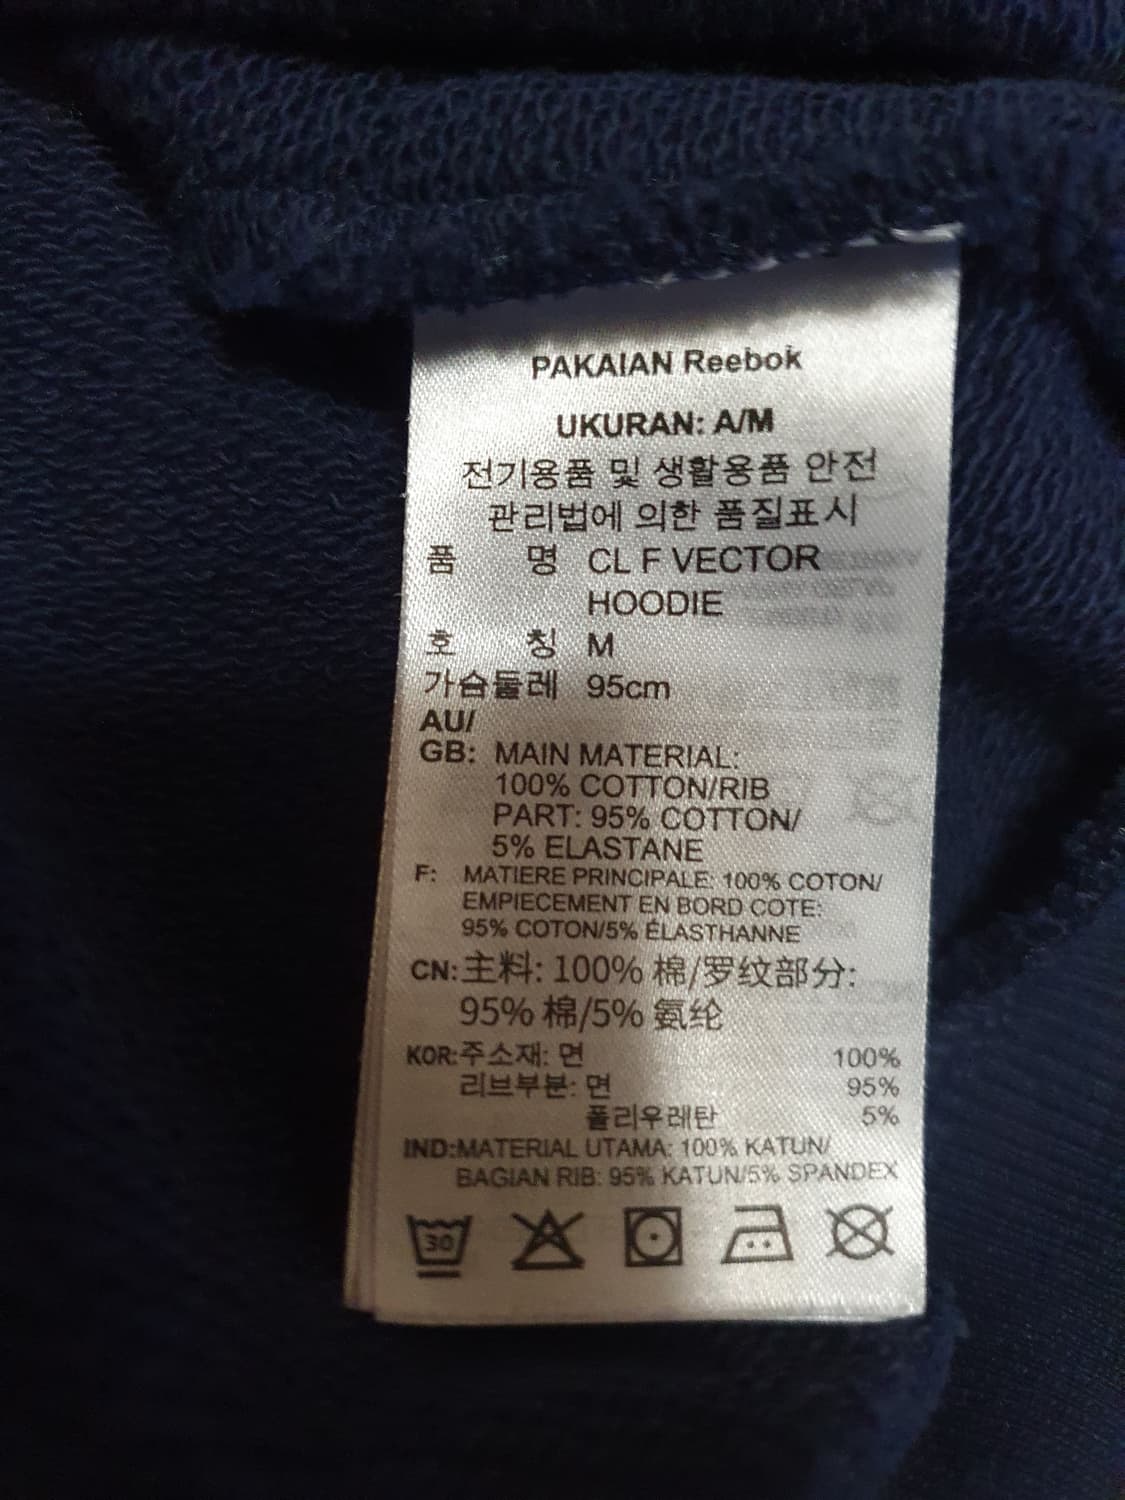 PAKAIAN Reebok
UKURAN: A/M
전기용품 및 생활용품 안전
관리법에 의한 품질표시
품 명 CL F VECTOR
HOODIE
호 칭 M
가슴둘레 95cm
AU/
GB: MAIN MATERIAL:
100% COTTON/RIB
PART: 95% COTTON/
5% ELASTANE
F: MATIERE PRINCIPALE: 100% COTON/
EMPIECEMENT EN BORD COTE:
95% COTON/5% ÉLASTHANNE
CN:主料: 100% 棉/罗纹部分:
95% 棉/5% 氨纶
KOR:주소재: 면 100%
리브부분: 면 95%
폴리우레탄 5%
IND:MATERIAL UTAMA: 100% KATUN/
BAGIAN RIB: 95% KATUN/5% SPANDEX
30